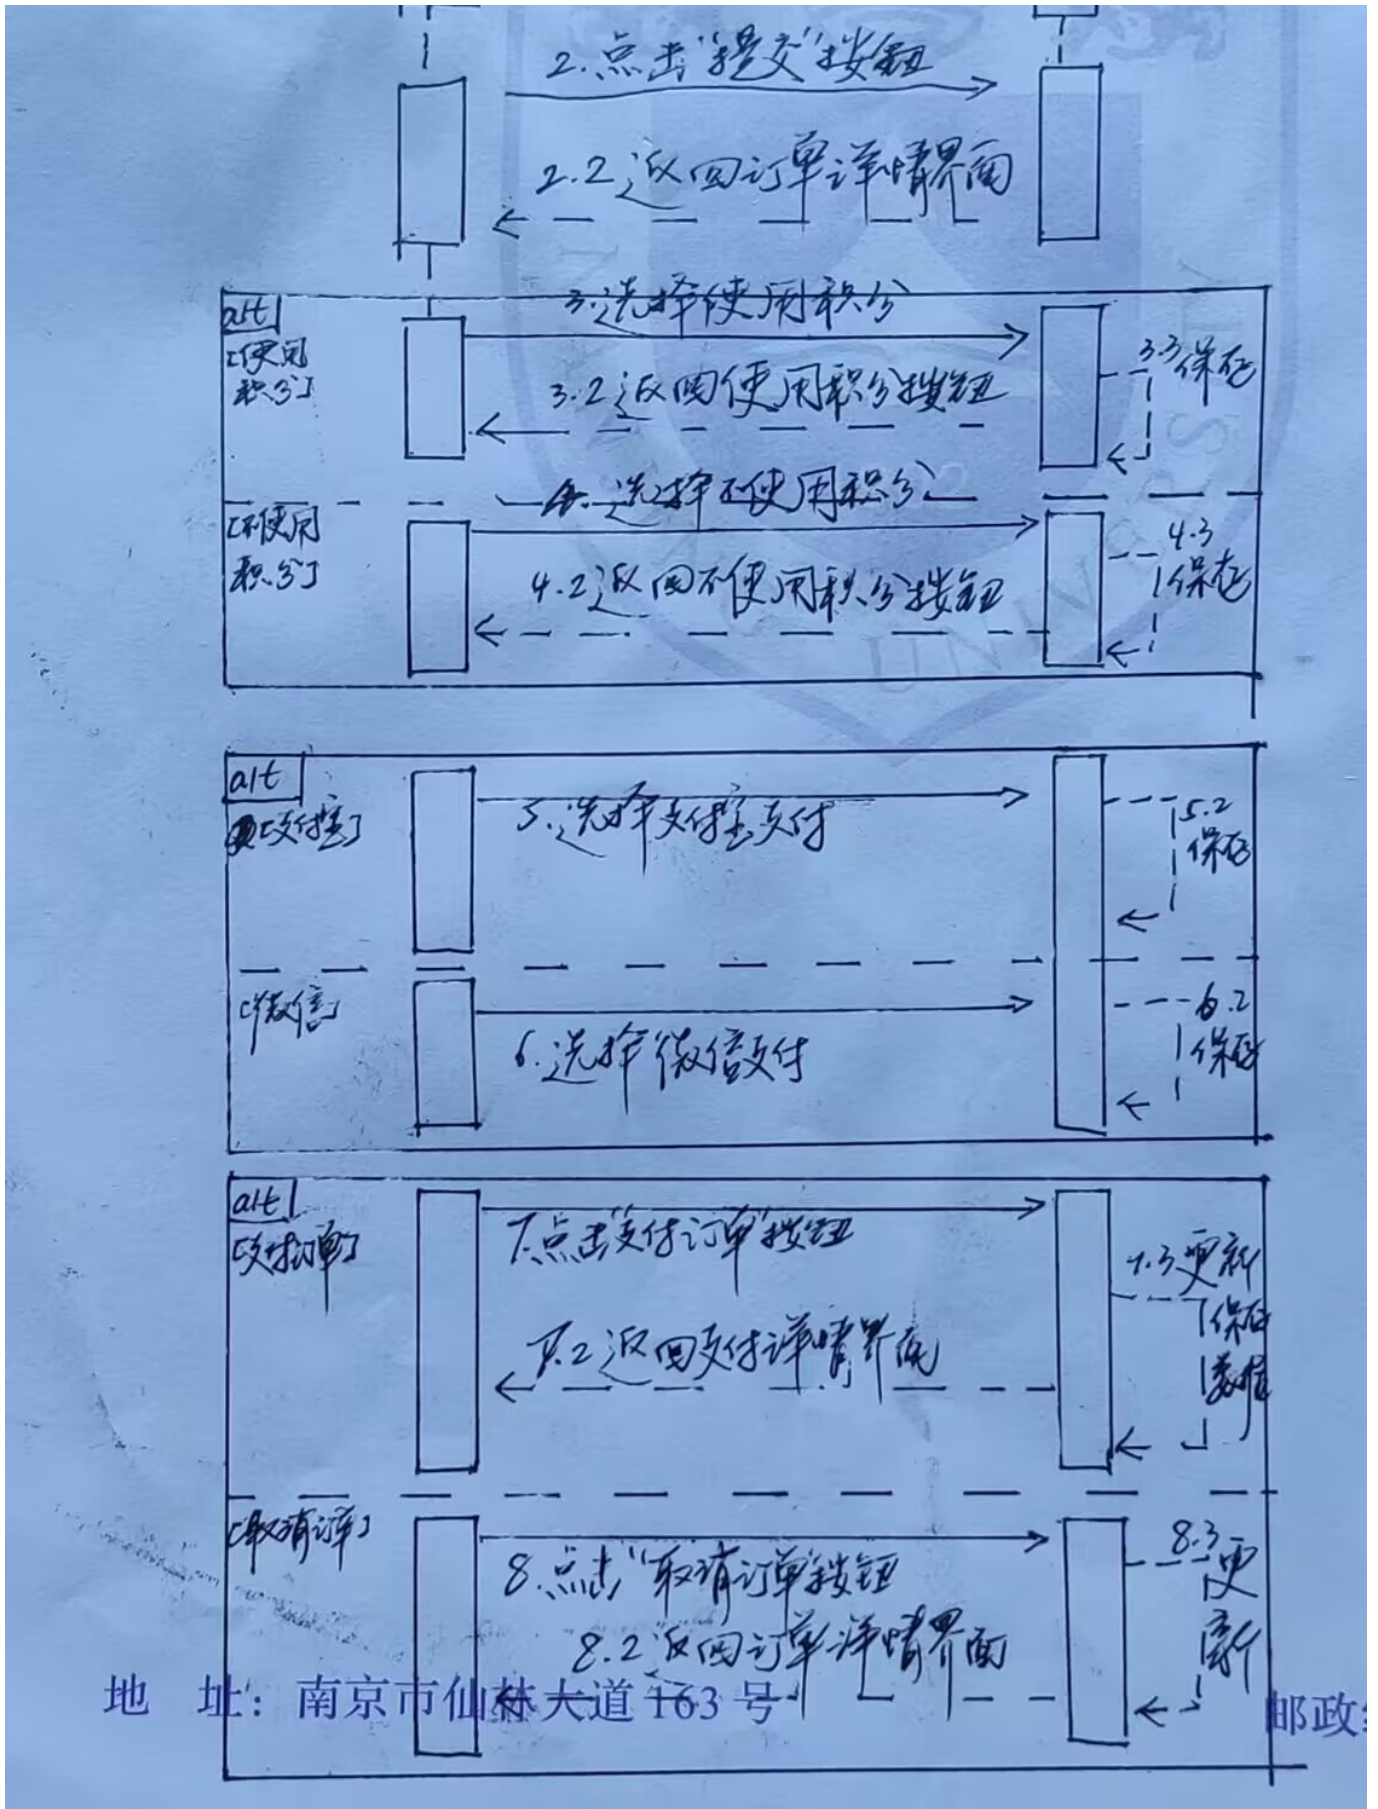 2.点击"提交"按钮
2.2返回订单详情界面
alt
3.选择使用积分
[使用
积分]
3.3保存
3.2返回使用积分按钮
4.选择不使用积分
[不使用
积分]
4.3
保存
4.2返回不使用积分按钮
alt
[支付宝]
5.选择支付宝支付
5.2
保存
[微信]
6.选择微信支付
6.2
保存
alt
[支付订单]
7.点击"支付订单"按钮
7.3更新
保存
数据
7.2返回支付详情界面
[取消订单]
8.点击"取消订单"按钮
8.3更
新
8.2返回订单详情界面
地 址：南京市仙林大道163号
邮政